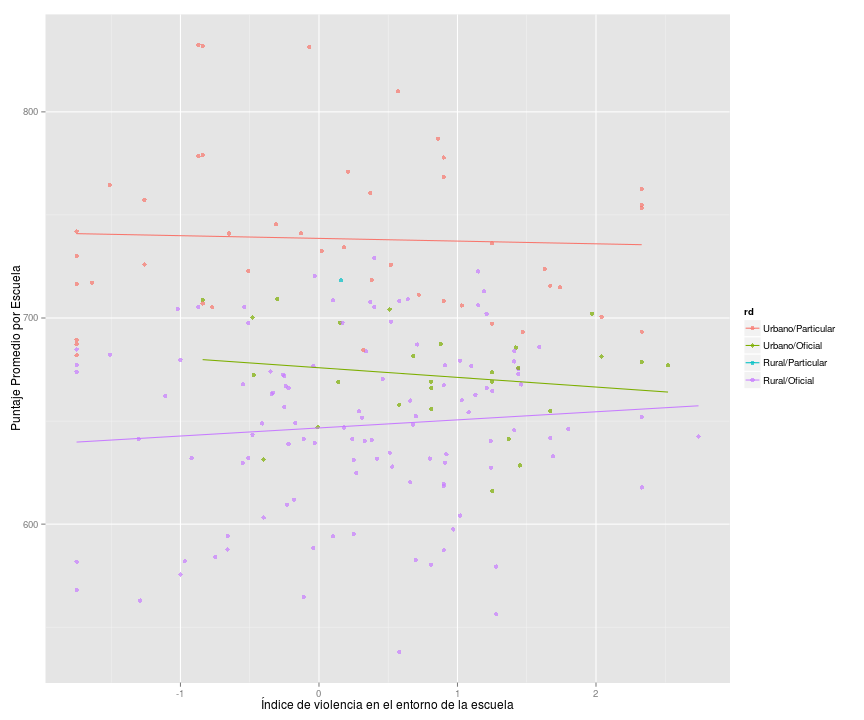 Puntaje Promedio por Escuela
800
700
600
-1
0
1
2
Índice de violencia en el entorno de la escuela
rd
Urbano/Particular
Urbano/Oficial
Rural/Particular
Rural/Oficial